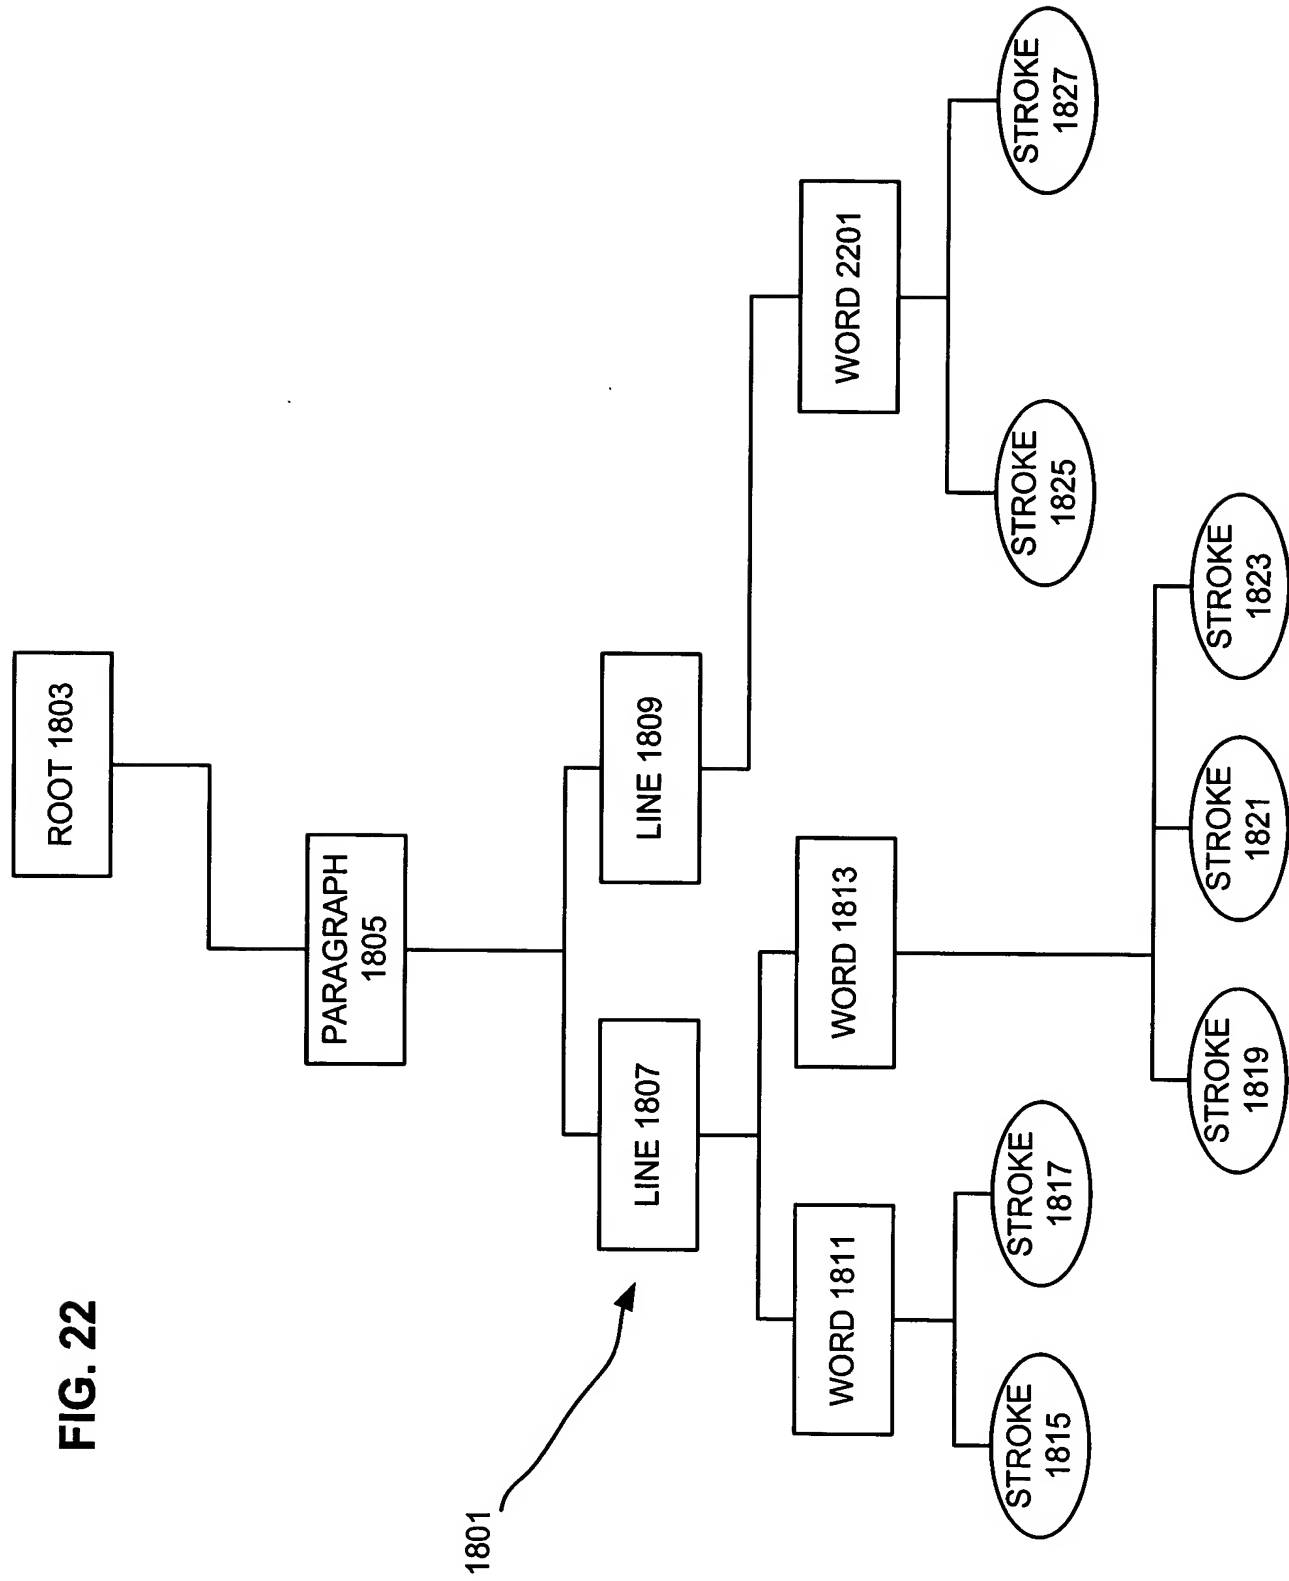 FIG. 22
1801
ROOT 1803
PARAGRAPH
1805
LINE 1807
LINE 1809
WORD 1811
WORD 1813
WORD 2201
STROKE
1815
STROKE
1817
STROKE
1819
STROKE
1821
STROKE
1823
STROKE
1825
STROKE
1827